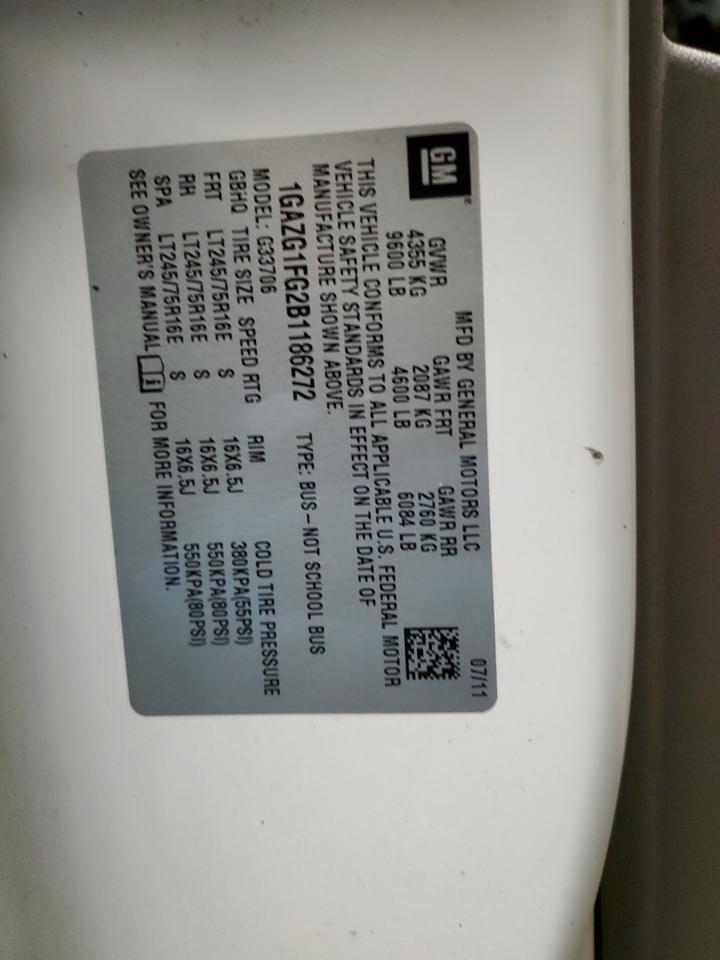 GM®
MFD BY GENERAL MOTORS LLC 07/11
GVWR GAWR FRT GAWR RR
4355 KG 2087 KG 2760 KG
9600 LB 4600 LB 6084 LB
THIS VEHICLE CONFORMS TO ALL APPLICABLE U.S. FEDERAL MOTOR
VEHICLE SAFETY STANDARDS IN EFFECT ON THE DATE OF
MANUFACTURE SHOWN ABOVE.
1GAZG1FG2B1186272 TYPE: BUS-NOT SCHOOL BUS
MODEL: G33706
GBHQ TIRE SIZE SPEED RTG RIM COLD TIRE PRESSURE
FRT LT245/75R16E S 16X6.5J 380KPA(55PSI)
RR LT245/75R16E S 16X6.5J 550KPA(80PSI)
SPA LT245/75R16E S 16X6.5J 550KPA(80PSI)
SEE OWNER'S MANUAL FOR MORE INFORMATION.